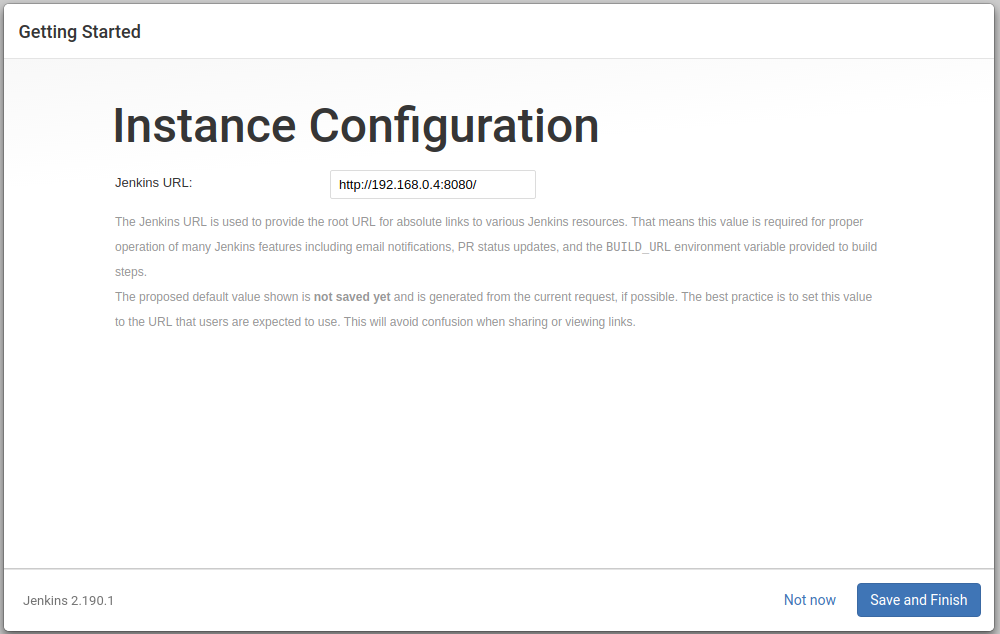 Getting Started
Instance Configuration
Jenkins URL:
http://192.168.0.4:8080/
The Jenkins URL is used to provide the root URL for absolute links to various Jenkins resources. That means this value is required for proper
operation of many Jenkins features including email notifications, PR status updates, and the BUILD_URL environment variable provided to build
steps.
The proposed default value shown is not saved yet and is generated from the current request, if possible. The best practice is to set this value
to the URL that users are expected to use. This will avoid confusion when sharing or viewing links.
Jenkins 2.190.1
Not now
Save and Finish